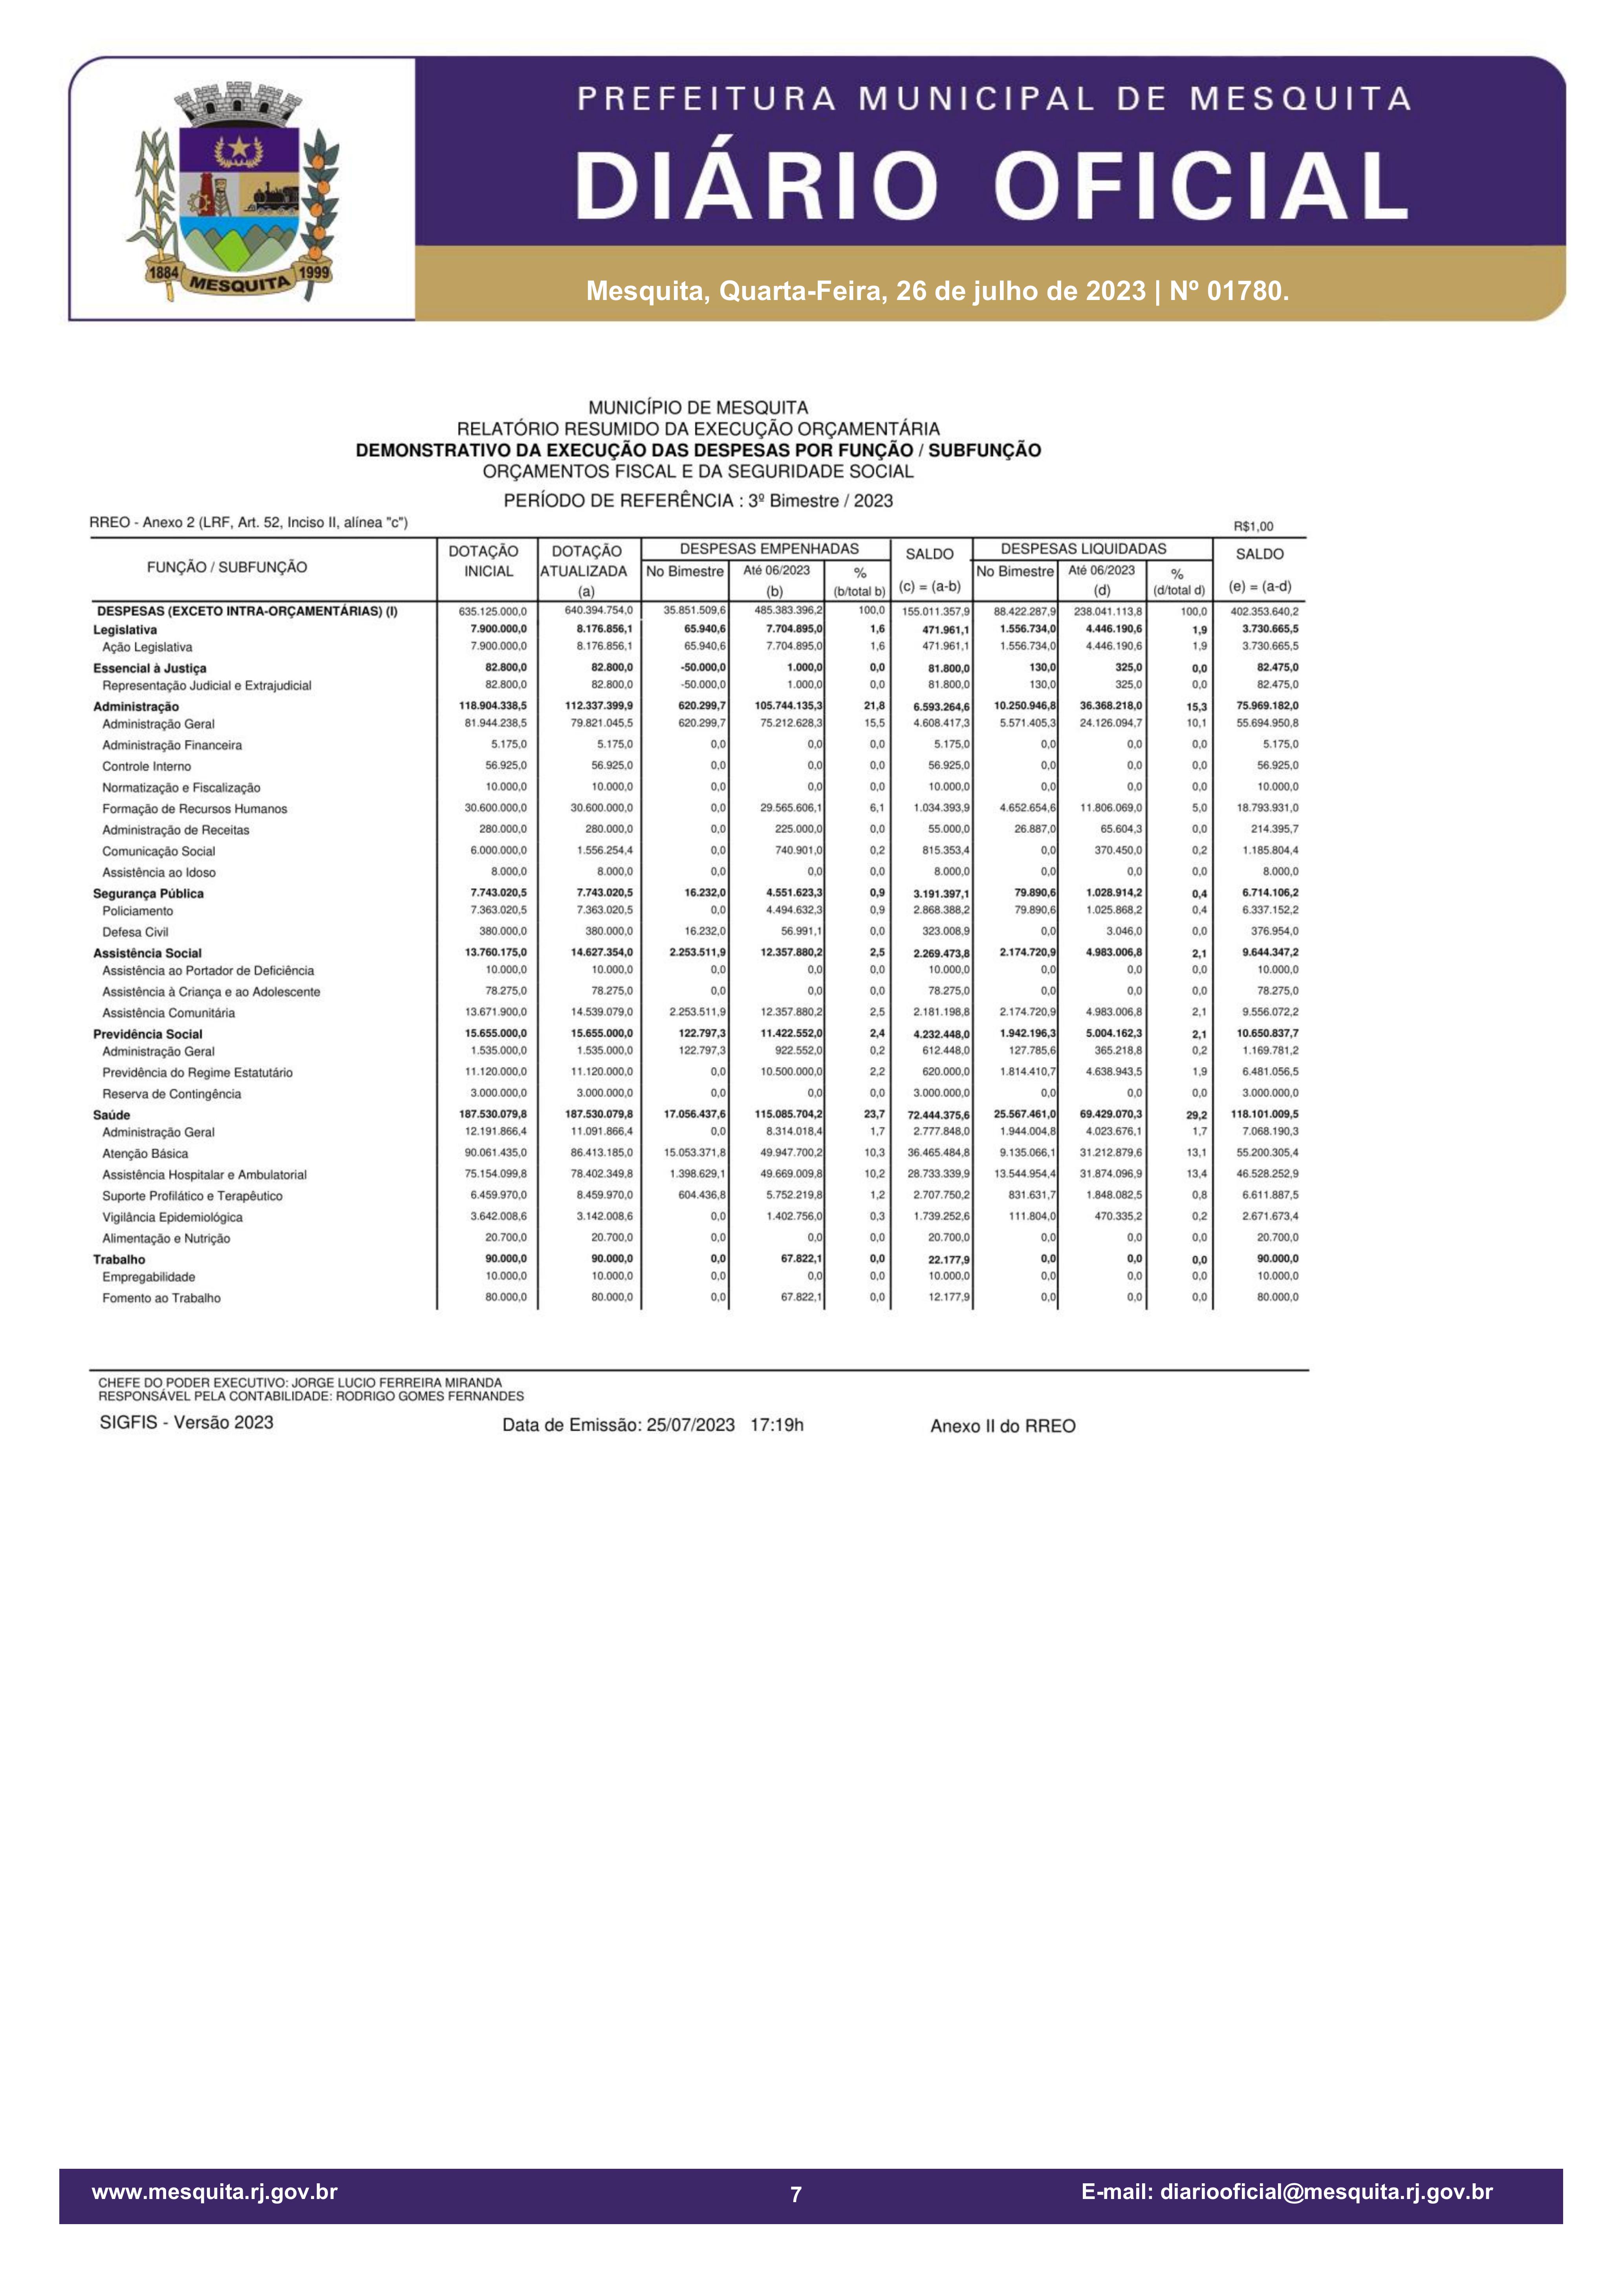 PREFEITURA MUNICIPAL DE MESQUITA
DIÁRIO OFICIAL
1884 MESQUITA 1999
Mesquita, Quarta-Feira, 26 de julho de 2023 | Nº 01780.
MUNICÍPIO DE MESQUITA
RELATÓRIO RESUMIDO DA EXECUÇÃO ORÇAMENTÁRIA
DEMONSTRATIVO DA EXECUÇÃO DAS DESPESAS POR FUNÇÃO / SUBFUNÇÃO
ORÇAMENTOS FISCAL E DA SEGURIDADE SOCIAL
PERÍODO DE REFERÊNCIA : 3º Bimestre / 2023
RREO - Anexo 2 (LRF, Art. 52, Inciso II, alínea "c") R$1,00
FUNÇÃO / SUBFUNÇÃO DOTAÇÃO INICIAL DOTAÇÃO ATUALIZADA (a) DESPESAS EMPENHADAS SALDO (c) = (a-b) DESPESAS LIQUIDADAS SALDO (e) = (a-d)
No Bimestre Até 06/2023 (b) % (b/total b) No Bimestre Até 06/2023 (d) % (d/total d)
DESPESAS (EXCETO INTRA-ORÇAMENTÁRIAS) (I) 635.125.000,0 640.394.754,0 35.851.509,6 485.383.396,2 100,0 155.011.357,9 88.422.287,9 238.041.113,8 100,0 402.353.640,2
Legislativa 7.900.000,0 8.176.856,1 65.940,6 7.704.895,0 1,6 471.961,1 1.556.734,0 4.446.190,6 1,9 3.730.665,5
Ação Legislativa 7.900.000,0 8.176.856,1 65.940,6 7.704.895,0 1,6 471.961,1 1.556.734,0 4.446.190,6 1,9 3.730.665,5
Essencial à Justiça 82.800,0 82.800,0 -50.000,0 1.000,0 0,0 81.800,0 130,0 325,0 0,0 82.475,0
Representação Judicial e Extrajudicial 82.800,0 82.800,0 -50.000,0 1.000,0 0,0 81.800,0 130,0 325,0 0,0 82.475,0
Administração 118.904.338,5 112.337.399,9 620.299,7 105.744.135,3 21,8 6.593.264,6 10.250.946,8 36.368.218,0 15,3 75.969.182,0
Administração Geral 81.944.238,5 79.821.045,5 620.299,7 75.212.628,3 15,5 4.608.417,3 5.571.405,3 24.126.094,7 10,1 55.694.950,8
Administração Financeira 5.175,0 5.175,0 0,0 0,0 0,0 5.175,0 0,0 0,0 0,0 5.175,0
Controle Interno 56.925,0 56.925,0 0,0 0,0 0,0 56.925,0 0,0 0,0 0,0 56.925,0
Normatização e Fiscalização 10.000,0 10.000,0 0,0 0,0 0,0 10.000,0 0,0 0,0 0,0 10.000,0
Formação de Recursos Humanos 30.600.000,0 30.600.000,0 0,0 29.565.606,1 6,1 1.034.393,9 4.652.654,6 11.806.069,0 5,0 18.793.931,0
Administração de Receitas 280.000,0 280.000,0 0,0 225.000,0 0,0 55.000,0 26.887,0 65.604,3 0,0 214.395,7
Comunicação Social 6.000.000,0 1.556.254,4 0,0 740.901,0 0,2 815.353,4 0,0 370.450,0 0,2 1.185.804,4
Assistência ao Idoso 8.000,0 8.000,0 0,0 0,0 0,0 8.000,0 0,0 0,0 0,0 8.000,0
Segurança Pública 7.743.020,5 7.743.020,5 16.232,0 4.551.623,3 0,9 3.191.397,1 79.890,6 1.028.914,2 0,4 6.714.106,2
Policiamento 7.363.020,5 7.363.020,5 0,0 4.494.632,3 0,9 2.868.388,2 79.890,6 1.025.868,2 0,4 6.337.152,2
Defesa Civil 380.000,0 380.000,0 16.232,0 56.991,1 0,0 323.008,9 0,0 3.046,0 0,0 376.954,0
Assistência Social 13.760.175,0 14.627.354,0 2.253.511,9 12.357.880,2 2,5 2.269.473,8 2.174.720,9 4.983.006,8 2,1 9.644.347,2
Assistência ao Portador de Deficiência 10.000,0 10.000,0 0,0 0,0 0,0 10.000,0 0,0 0,0 0,0 10.000,0
Assistência à Criança e ao Adolescente 78.275,0 78.275,0 0,0 0,0 0,0 78.275,0 0,0 0,0 0,0 78.275,0
Assistência Comunitária 13.671.900,0 14.539.079,0 2.253.511,9 12.357.880,2 2,5 2.181.198,8 2.174.720,9 4.983.006,8 2,1 9.556.072,2
Previdência Social 15.655.000,0 15.655.000,0 122.797,3 11.422.552,0 2,4 4.232.448,0 1.942.196,3 5.004.162,3 2,1 10.650.837,7
Administração Geral 1.535.000,0 1.535.000,0 122.797,3 922.552,0 0,2 612.448,0 127.785,6 365.218,8 0,2 1.169.781,2
Previdência do Regime Estatutário 11.120.000,0 11.120.000,0 0,0 10.500.000,0 2,2 620.000,0 1.814.410,7 4.638.943,5 1,9 6.481.056,5
Reserva de Contingência 3.000.000,0 3.000.000,0 0,0 0,0 0,0 3.000.000,0 0,0 0,0 0,0 3.000.000,0
Saúde 187.530.079,8 187.530.079,8 17.056.437,6 115.085.704,2 23,7 72.444.375,6 25.567.461,0 69.429.070,3 29,2 118.101.009,5
Administração Geral 12.191.866,4 11.091.866,4 0,0 8.314.018,4 1,7 2.777.848,0 1.944.004,8 4.023.676,1 1,7 7.068.190,3
Atenção Básica 90.061.435,0 86.413.185,0 15.053.371,8 49.947.700,2 10,3 36.465.484,8 9.135.066,1 31.212.879,6 13,1 55.200.305,4
Assistência Hospitalar e Ambulatorial 75.154.099,8 78.402.349,8 1.398.629,1 49.669.009,8 10,2 28.733.339,9 13.544.954,4 31.874.096,9 13,4 46.528.252,9
Suporte Profilático e Terapêutico 6.459.970,0 8.459.970,0 604.436,8 5.752.219,8 1,2 2.707.750,2 831.631,7 1.848.082,5 0,8 6.611.887,5
Vigilância Epidemiológica 3.642.008,6 3.142.008,6 0,0 1.402.756,0 0,3 1.739.252,6 111.804,0 470.335,2 0,2 2.671.673,4
Alimentação e Nutrição 20.700,0 20.700,0 0,0 0,0 0,0 20.700,0 0,0 0,0 0,0 20.700,0
Trabalho 90.000,0 90.000,0 0,0 67.822,1 0,0 22.177,9 0,0 0,0 0,0 90.000,0
Empregabilidade 10.000,0 10.000,0 0,0 0,0 0,0 10.000,0 0,0 0,0 0,0 10.000,0
Fomento ao Trabalho 80.000,0 80.000,0 0,0 67.822,1 0,0 12.177,9 0,0 0,0 0,0 80.000,0
CHEFE DO PODER EXECUTIVO: JORGE LUCIO FERREIRA MIRANDA
RESPONSÁVEL PELA CONTABILIDADE: RODRIGO GOMES FERNANDES
SIGFIS - Versão 2023 Data de Emissão: 25/07/2023 17:19h Anexo II do RREO
www.mesquita.rj.gov.br 7 E-mail: diariooficial@mesquita.rj.gov.br